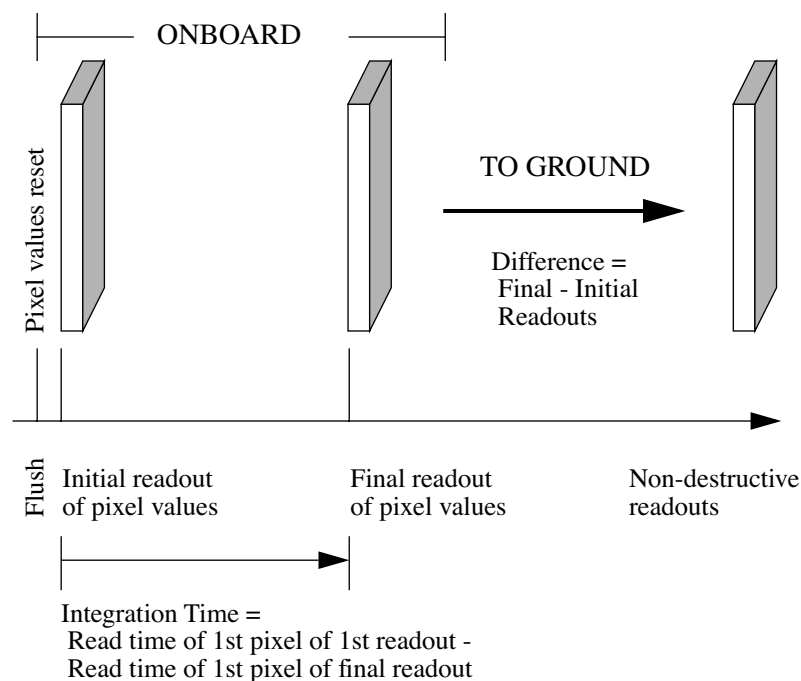 ONBOARD
Pixel values reset
TO GROUND
Difference =
Final - Initial
Readouts
Flush
Initial readout
of pixel values
Final readout
of pixel values
Non-destructive
readouts
Integration Time =
Read time of 1st pixel of 1st readout -
Read time of 1st pixel of final readout